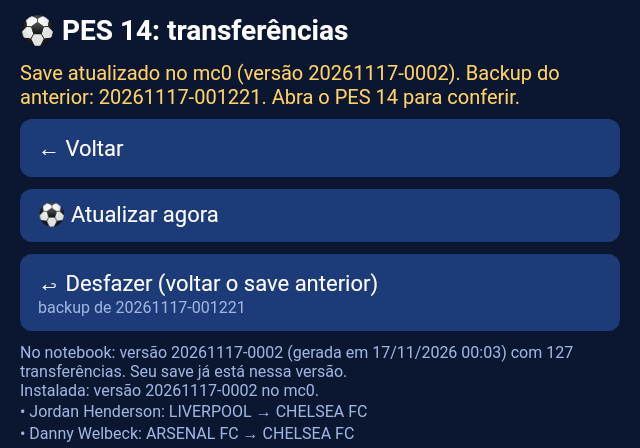 ⚽ PES 14: transferências
Save atualizado no mc0 (versão 20261117-0002). Backup do
anterior: 20261117-001221. Abra o PES 14 para conferir.
← Voltar
⚽ Atualizar agora
↩ Desfazer (voltar o save anterior)
backup de 20261117-001221
No notebook: versão 20261117-0002 (gerada em 17/11/2026 00:03) com 127
transferências. Seu save já está nessa versão.
Instalada: versão 20261117-0002 no mc0.
• Jordan Henderson: LIVERPOOL → CHELSEA FC
• Danny Welbeck: ARSENAL FC → CHELSEA FC